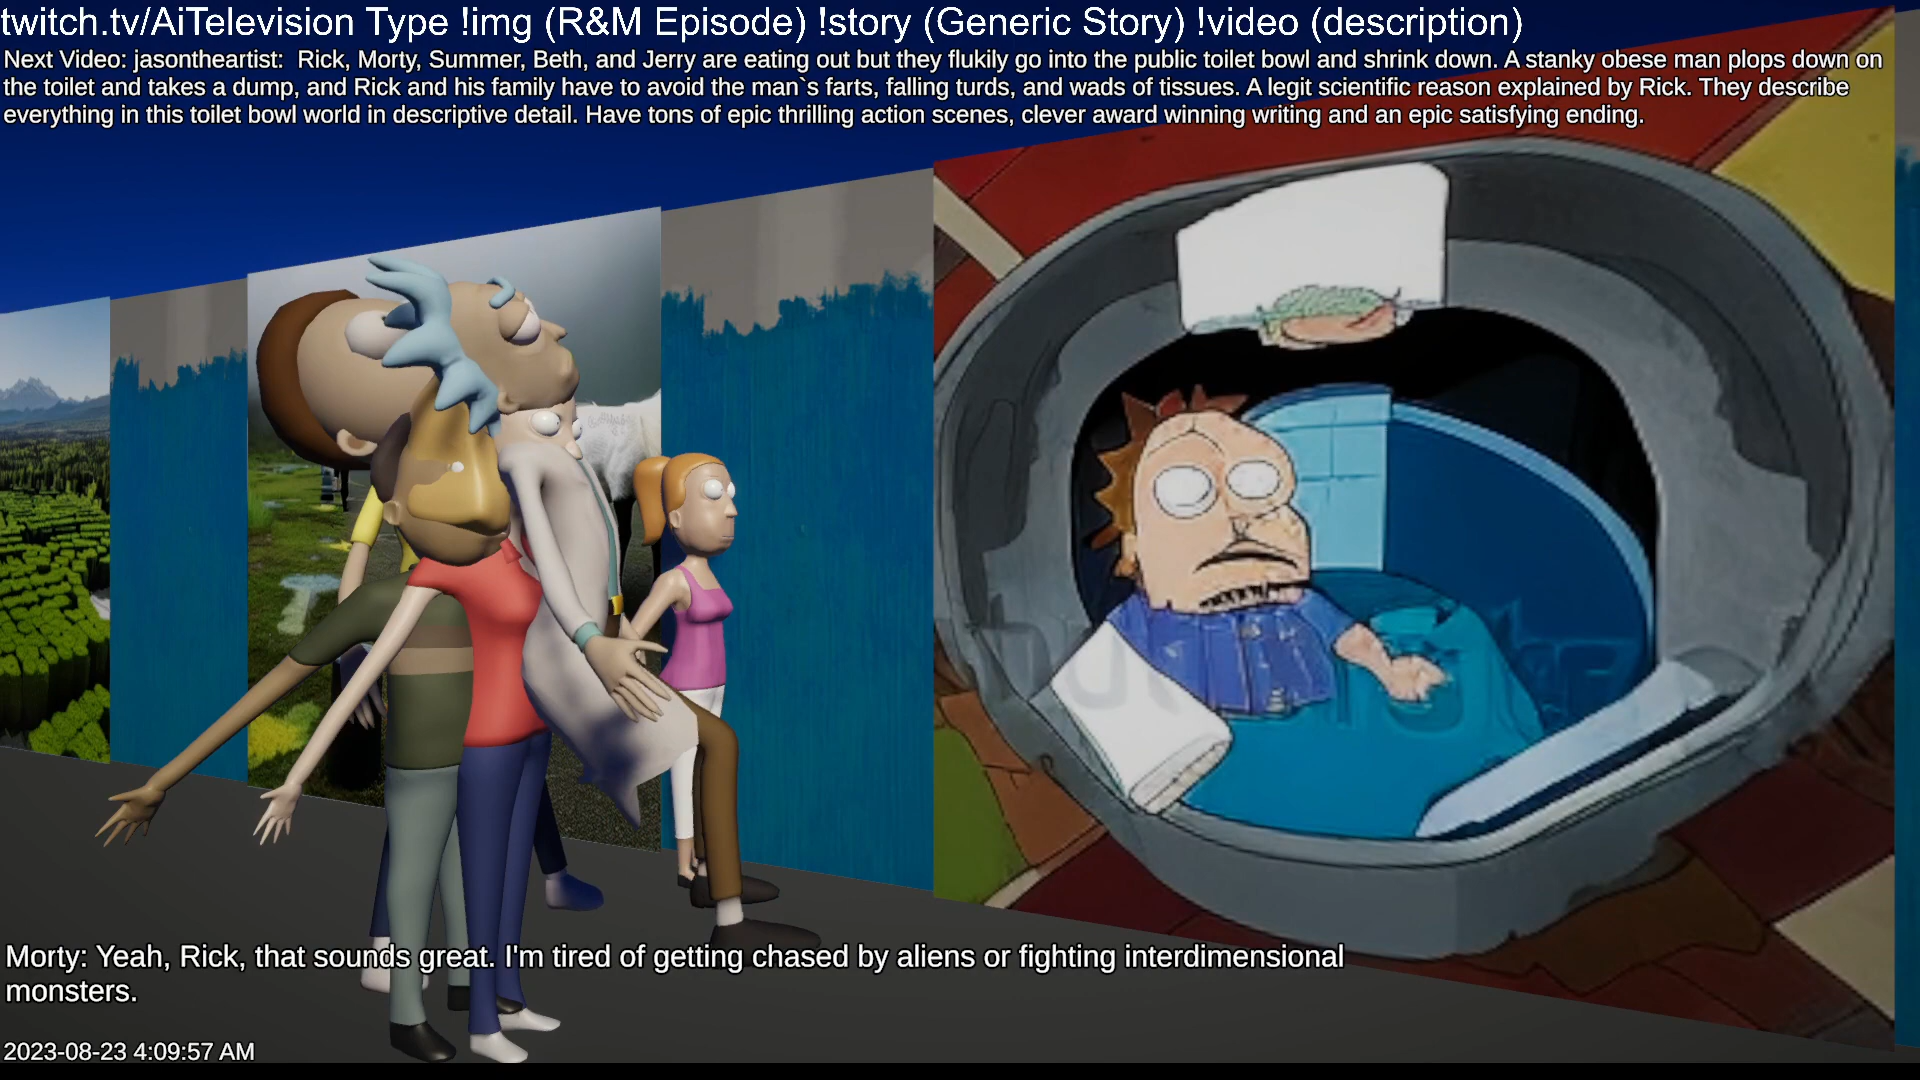 twitch.tv/AiTelevision Type !img (R&M Episode) !story (Generic Story) !video (description)
Next Video: jasontheartist:  Rick, Morty, Summer, Beth, and Jerry are eating out but they flukily go into the public toilet bowl and shrink down. A stanky obese man plops down on
the toilet and takes a dump, and Rick and his family have to avoid the man`s farts, falling turds, and wads of tissues. A legit scientific reason explained by Rick. They describe
everything in this toilet bowl world in descriptive detail. Have tons of epic thrilling action scenes, clever award winning writing and an epic satisfying ending.
Morty: Yeah, Rick, that sounds great. I'm tired of getting chased by aliens or fighting interdimensional
monsters.
2023-08-23 4:09:57 AM